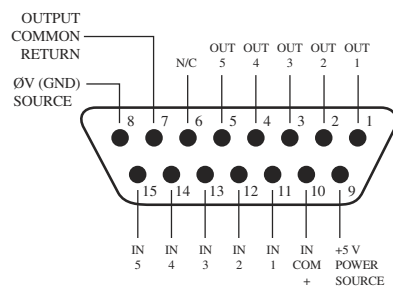 OUTPUT
COMMON
RETURN
ØV (GND)
SOURCE
N/C
OUT
5
OUT
4
OUT
3
OUT
2
OUT
1
8 7 6 5 4 3 2 1
15 14 13 12 11 10 9
IN
5
IN
4
IN
3
IN
2
IN
1
IN
COM
+
+5 V
POWER
SOURCE